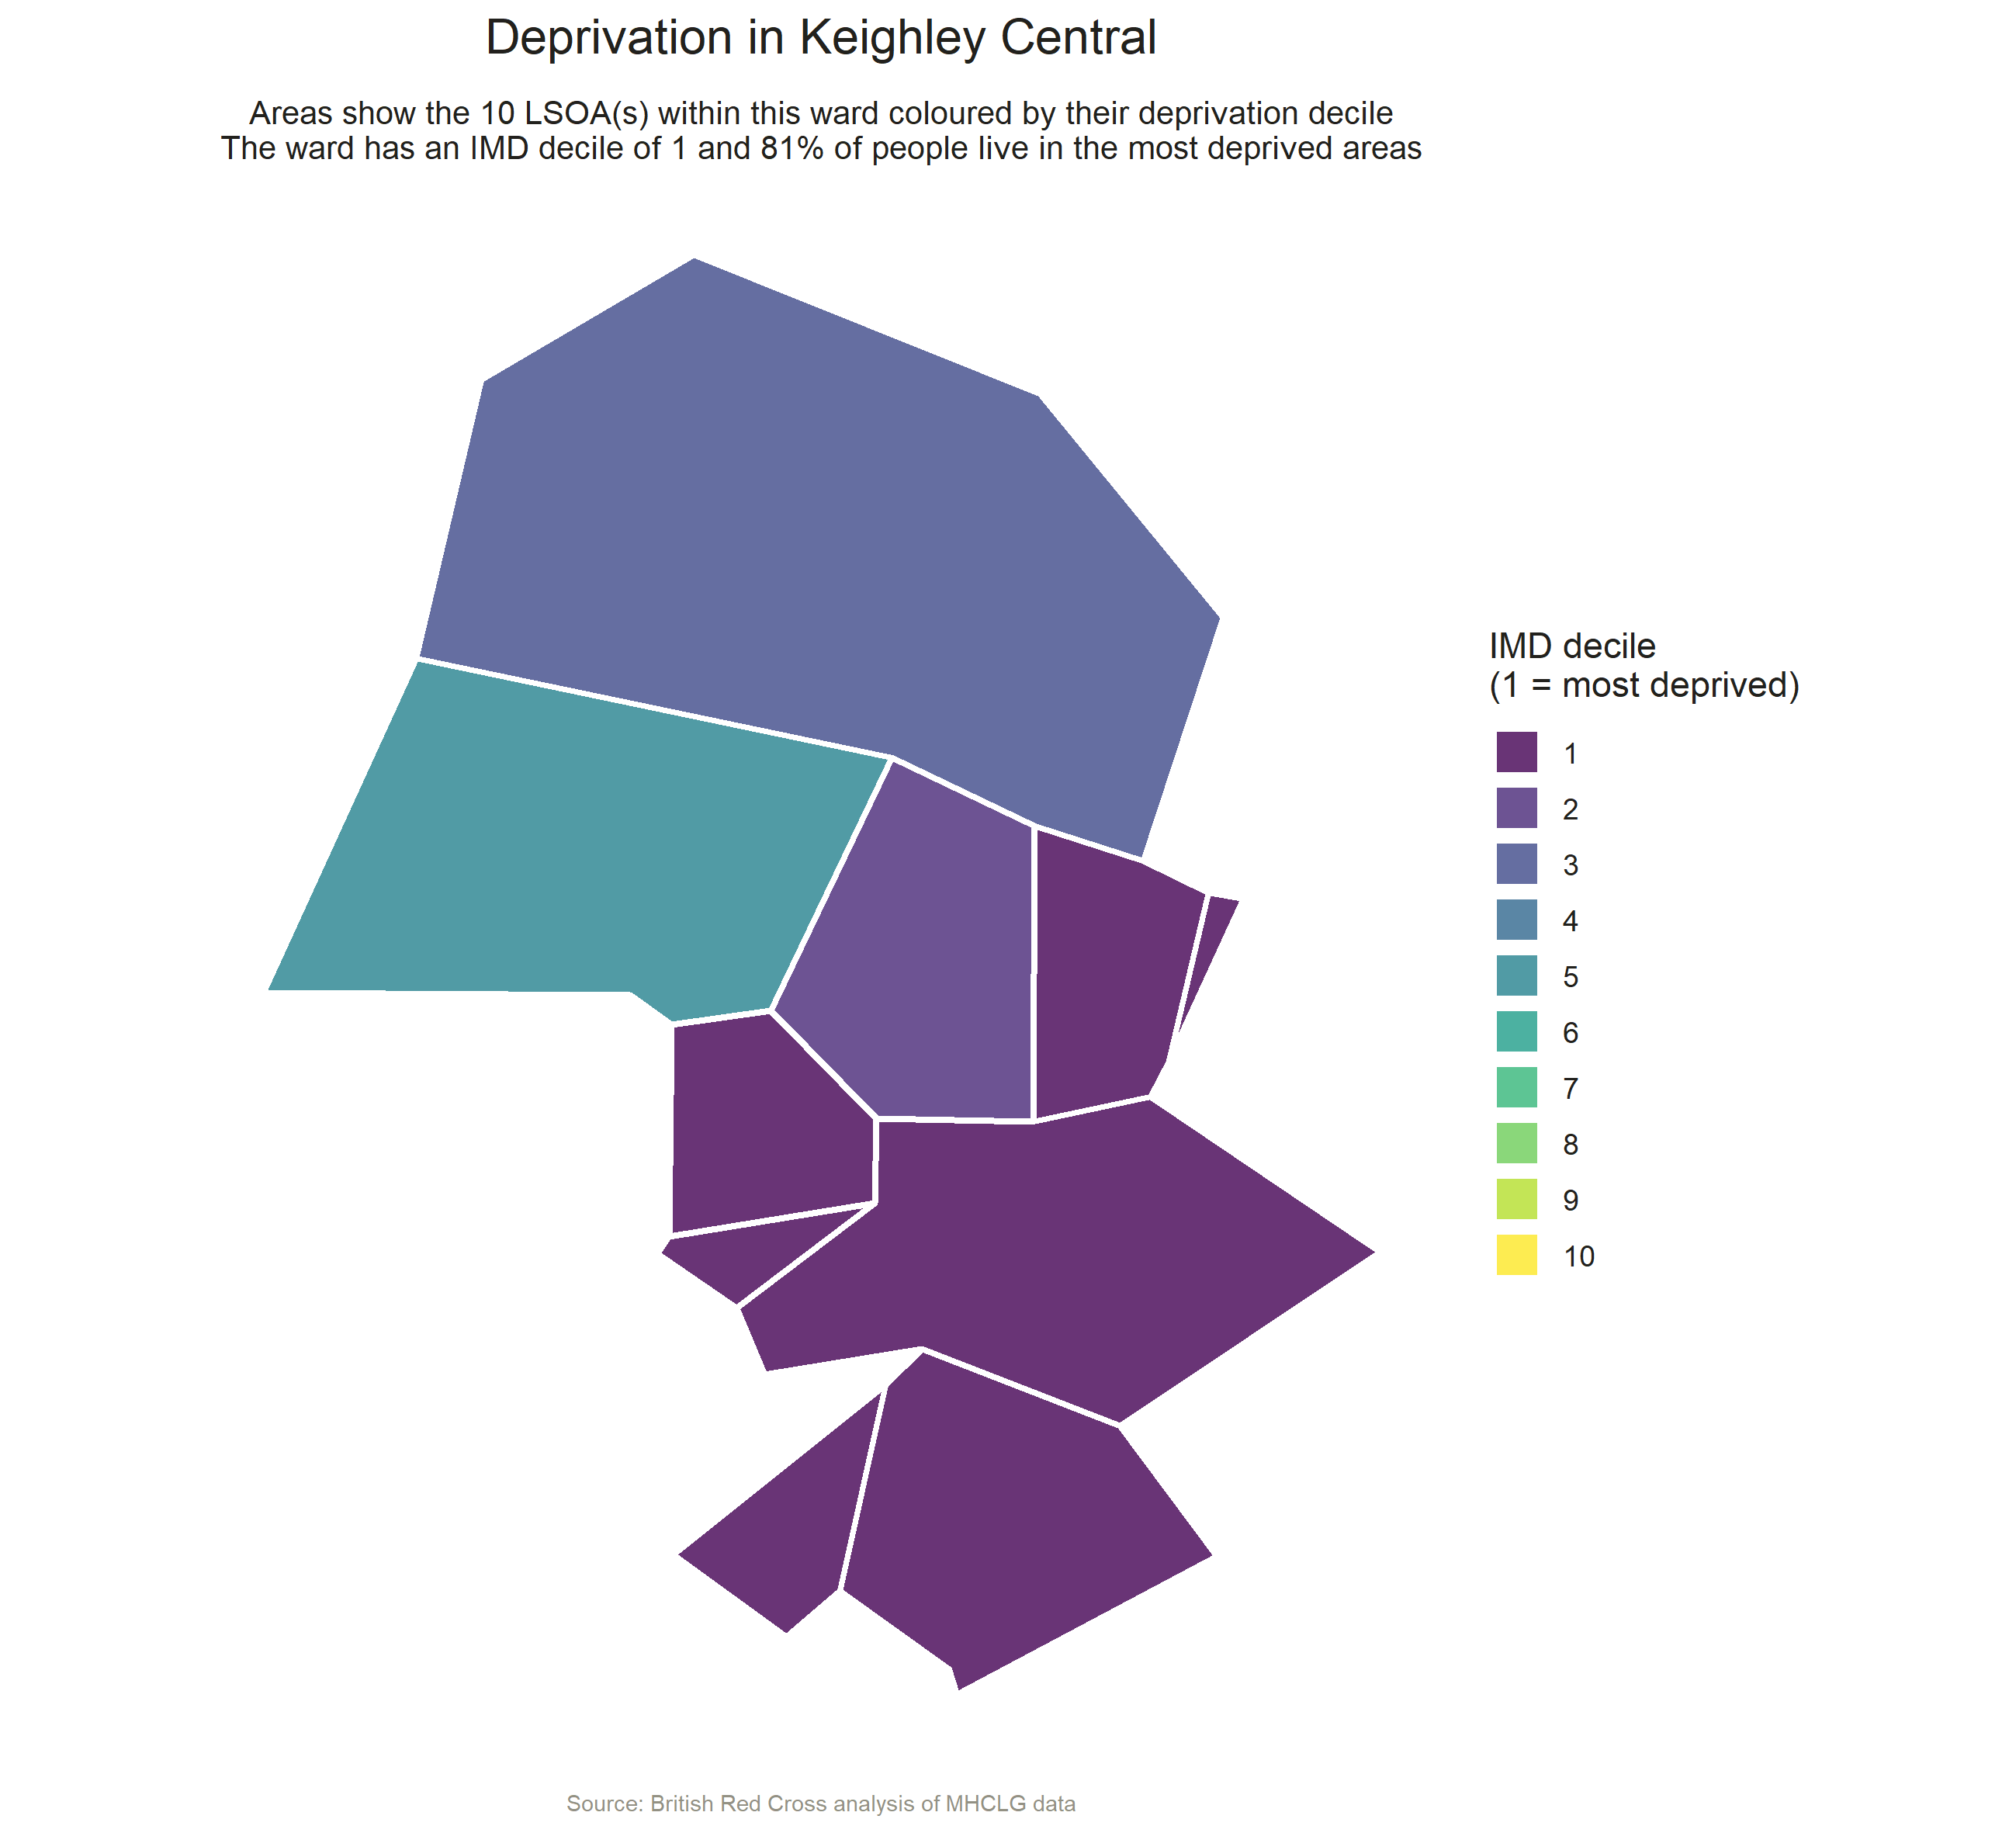 Deprivation in Keighley Central
Areas show the 10 LSOA(s) within this ward coloured by their deprivation decile
The ward has an IMD decile of 1 and 81% of people live in the most deprived areas
IMD decile
(1 = most deprived)
1
2
3
4
5
6
7
8
9
10
Source: British Red Cross analysis of MHCLG data